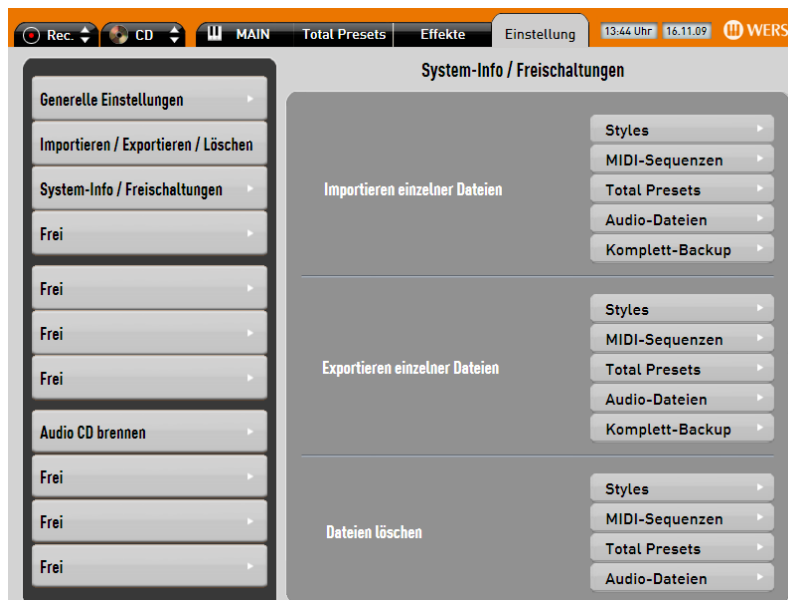 Rec. CD MAIN Total Presets Effekte Einstellung 13:44 Uhr 16.11.09 WERS
System-Info / Freischaltungen
Generelle Einstellungen
Importieren / Exportieren / Löschen
System-Info / Freischaltungen
Frei
Frei
Frei
Frei
Audio CD brennen
Frei
Frei
Frei
Importieren einzelner Dateien
Styles
MIDI-Sequenzen
Total Presets
Audio-Dateien
Komplett-Backup
Exportieren einzelner Dateien
Styles
MIDI-Sequenzen
Total Presets
Audio-Dateien
Komplett-Backup
Dateien löschen
Styles
MIDI-Sequenzen
Total Presets
Audio-Dateien